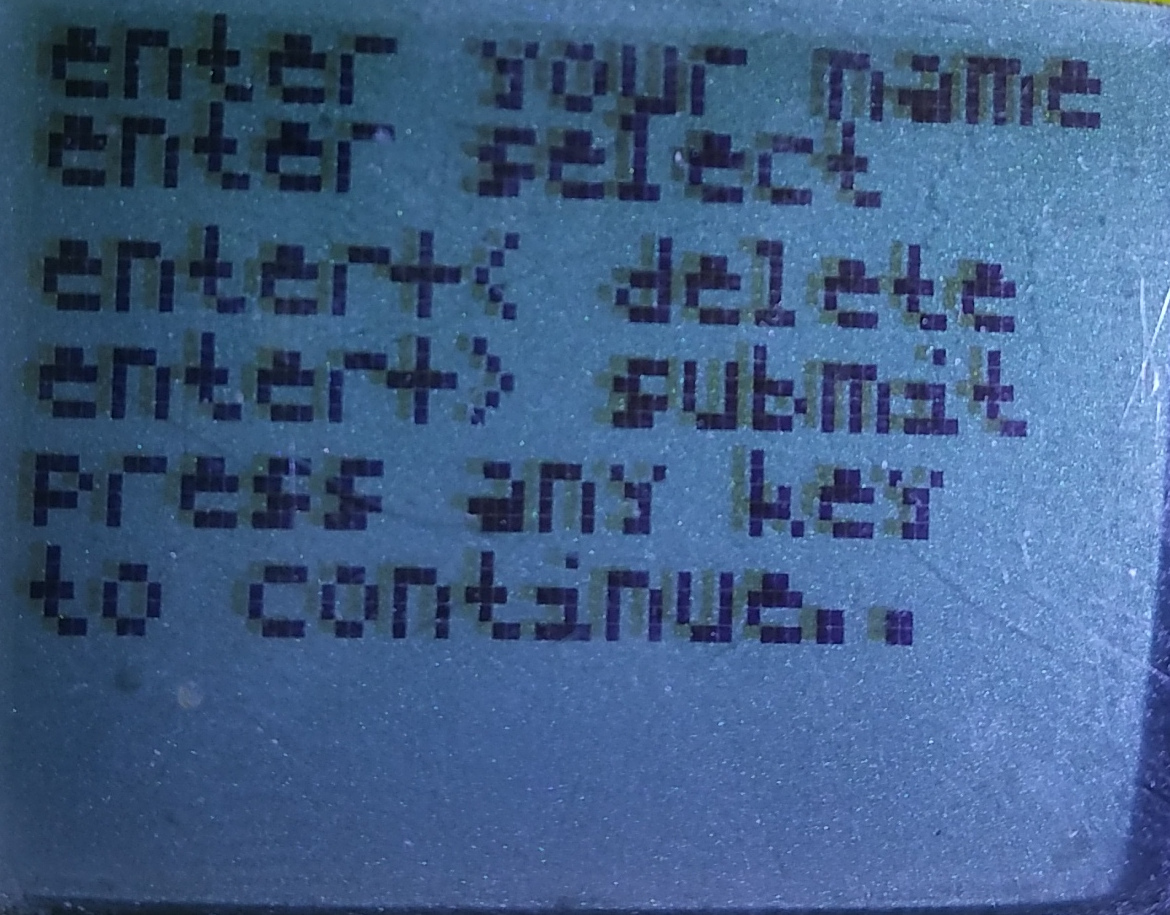 enter your name
enter select
enter+< delete
enter+> submit
press any key
to continue..